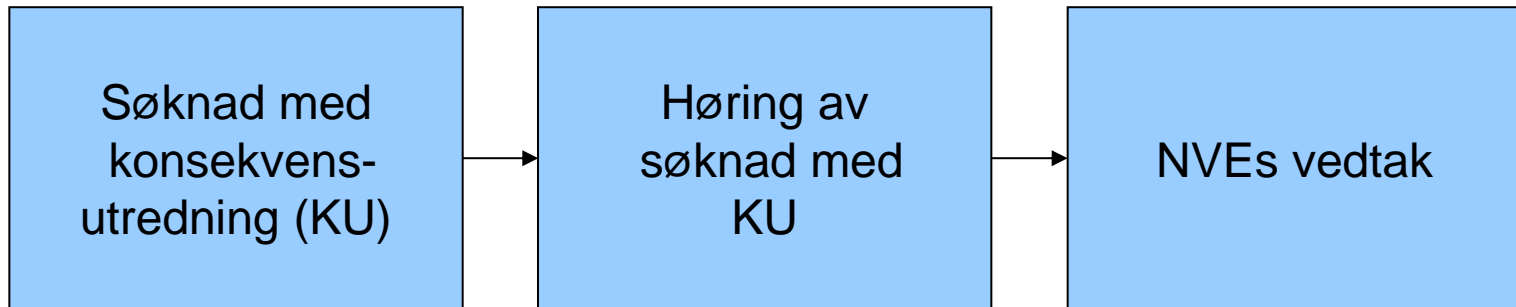 Søknad med
konsekvens-
utredning (KU)
Høring av
søknad med
KU
NVEs vedtak